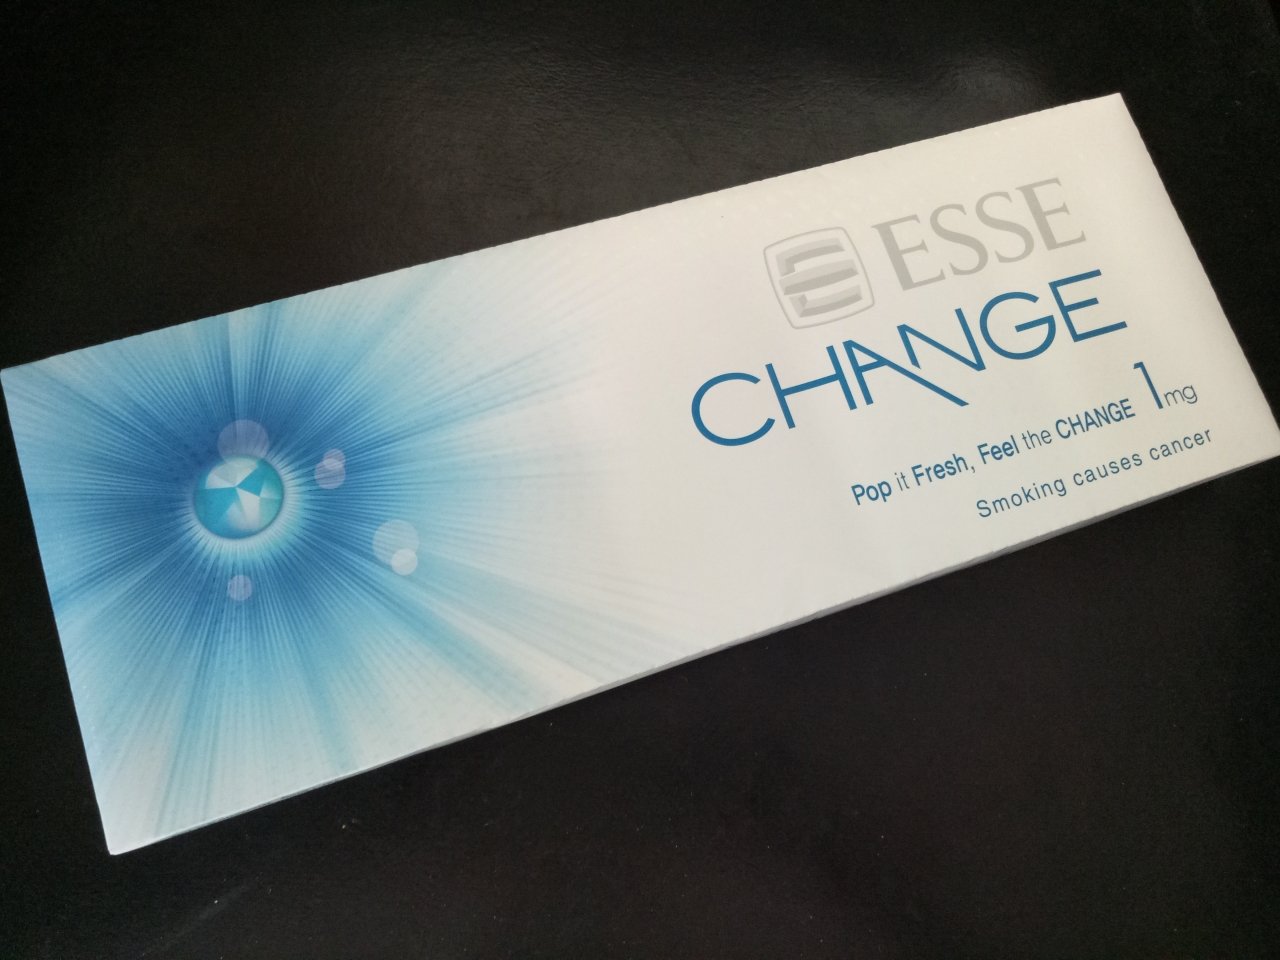 ESSE
CHANGE
Pop it Fresh, Feel the CHANGE 1mg
Smoking causes cancer